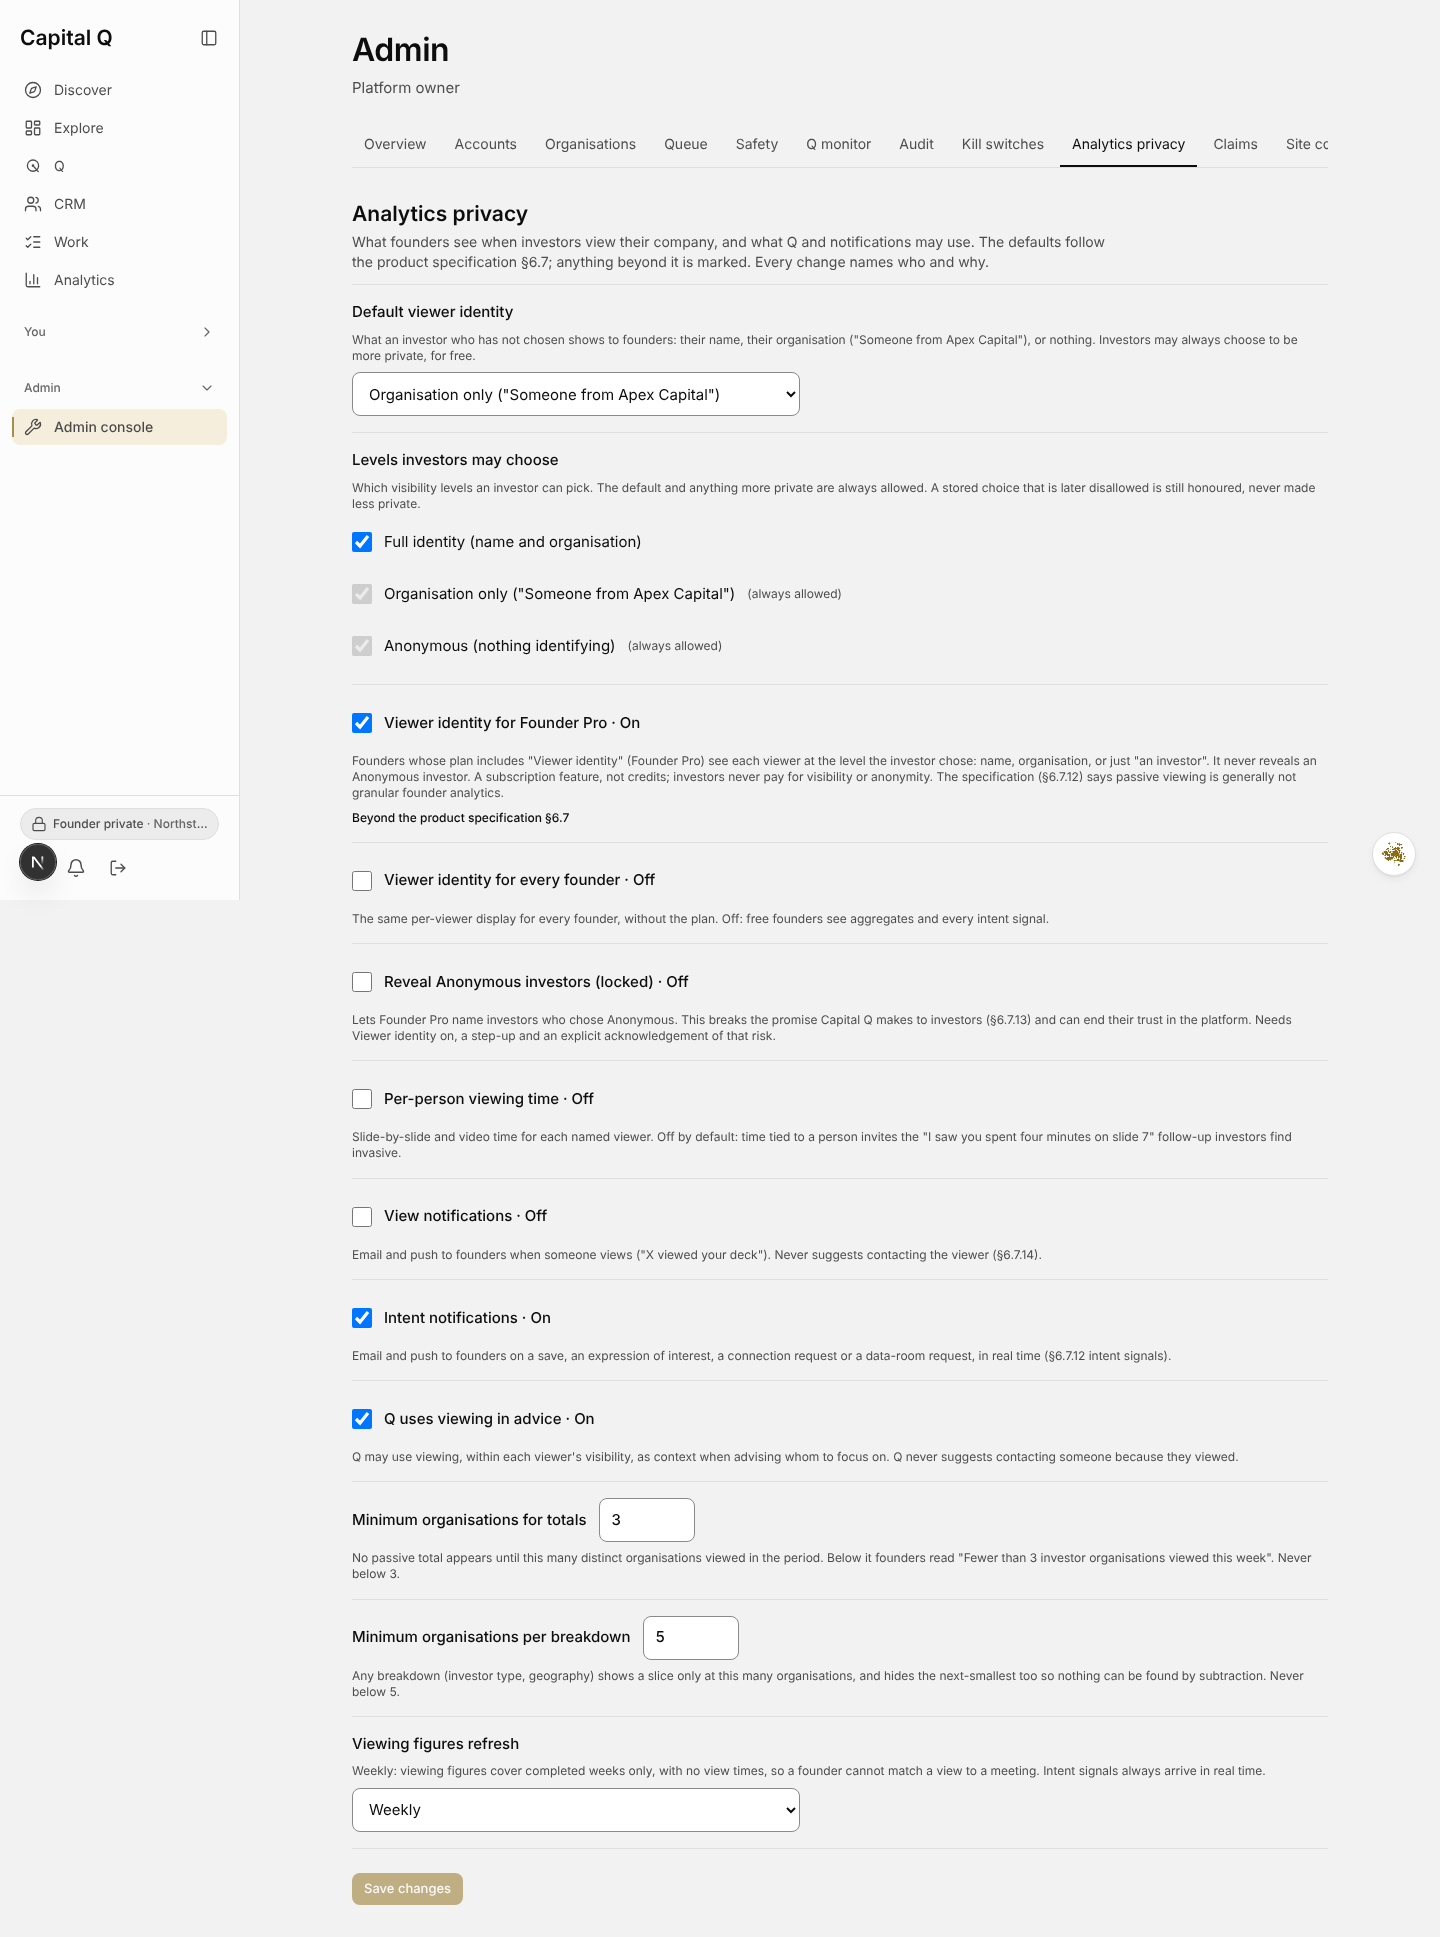 Capital Q
Discover
Explore
Q
CRM
Work
Analytics
You
Admin
Admin console
Founder private · Northst...
N
Admin
Platform owner
Overview Accounts Organisations Queue Safety Q monitor Audit Kill switches Analytics privacy Claims Site co
Analytics privacy
What founders see when investors view their company, and what Q and notifications may use. The defaults follow
the product specification §6.7; anything beyond it is marked. Every change names who and why.
Default viewer identity
What an investor who has not chosen shows to founders: their name, their organisation ("Someone from Apex Capital"), or nothing. Investors may always choose to be
more private, for free.
Organisation only ("Someone from Apex Capital")
Levels investors may choose
Which visibility levels an investor can pick. The default and anything more private are always allowed. A stored choice that is later disallowed is still honoured, never made
less private.
Full identity (name and organisation)
Organisation only ("Someone from Apex Capital") (always allowed)
Anonymous (nothing identifying) (always allowed)
Viewer identity for Founder Pro · On
Founders whose plan includes "Viewer identity" (Founder Pro) see each viewer at the level the investor chose: name, organisation, or just "an investor". It never reveals an
Anonymous investor. A subscription feature, not credits; investors never pay for visibility or anonymity. The specification (§6.7.12) says passive viewing is generally not
granular founder analytics.
Beyond the product specification §6.7
Viewer identity for every founder · Off
The same per-viewer display for every founder, without the plan. Off: free founders see aggregates and every intent signal.
Reveal Anonymous investors (locked) · Off
Lets Founder Pro name investors who chose Anonymous. This breaks the promise Capital Q makes to investors (§6.7.13) and can end their trust in the platform. Needs
Viewer identity on, a step-up and an explicit acknowledgement of that risk.
Per-person viewing time · Off
Slide-by-slide and video time for each named viewer. Off by default: time tied to a person invites the "I saw you spent four minutes on slide 7" follow-up investors find
invasive.
View notifications · Off
Email and push to founders when someone views ("X viewed your deck"). Never suggests contacting the viewer (§6.7.14).
Intent notifications · On
Email and push to founders on a save, an expression of interest, a connection request or a data-room request, in real time (§6.7.12 intent signals).
Q uses viewing in advice · On
Q may use viewing, within each viewer's visibility, as context when advising whom to focus on. Q never suggests contacting someone because they viewed.
Minimum organisations for totals 3
No passive total appears until this many distinct organisations viewed in the period. Below it founders read "Fewer than 3 investor organisations viewed this week". Never
below 3.
Minimum organisations per breakdown 5
Any breakdown (investor type, geography) shows a slice only at this many organisations, and hides the next-smallest too so nothing can be found by subtraction. Never
below 5.
Viewing figures refresh
Weekly: viewing figures cover completed weeks only, with no view times, so a founder cannot match a view to a meeting. Intent signals always arrive in real time.
Weekly
Save changes